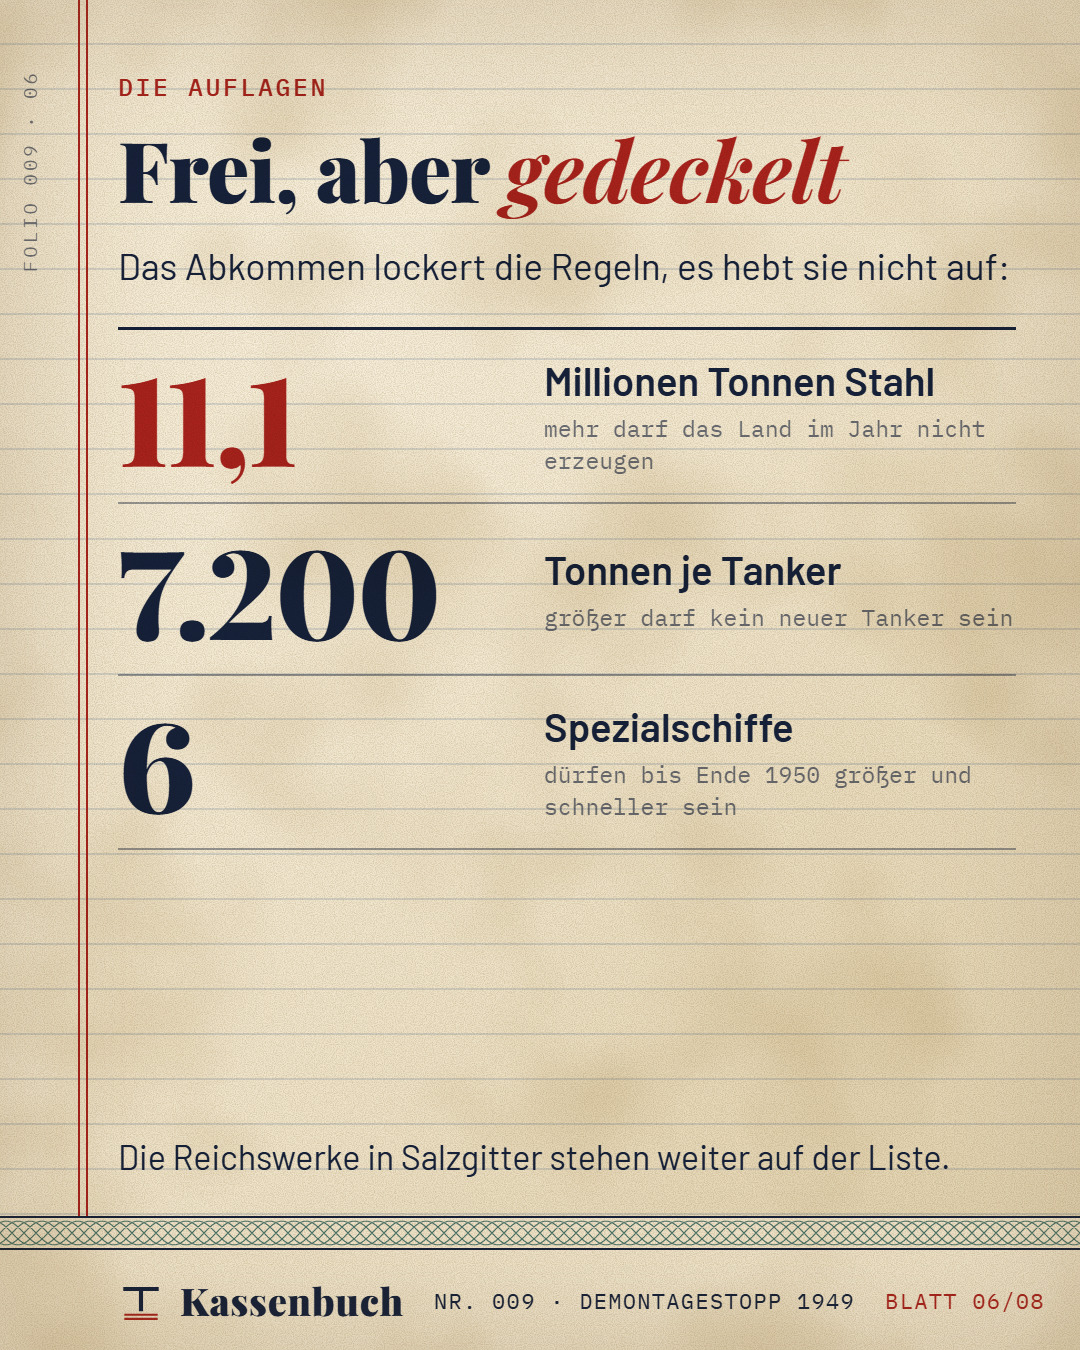 FOLIO 009 · 06
DIE AUFLAGEN
Frei, aber gedeckelt
Das Abkommen lockert die Regeln, es hebt sie nicht auf:
11,1
Millionen Tonnen Stahl
mehr darf das Land im Jahr nicht
erzeugen
7.200
Tonnen je Tanker
größer darf kein neuer Tanker sein
6
Spezialschiffe
dürfen bis Ende 1950 größer und
schneller sein
Die Reichswerke in Salzgitter stehen weiter auf der Liste.
Kassenbuch NR. 009 · DEMONTAGESTOPP 1949 BLATT 06/08